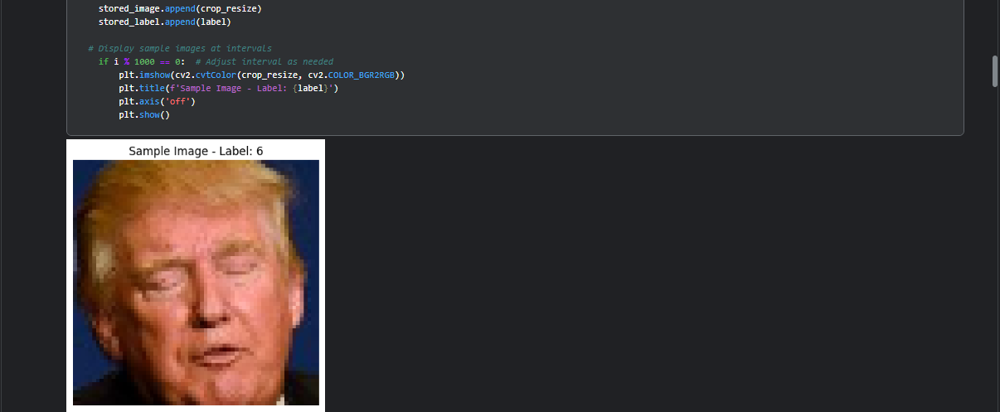 stored_image.append(crop_resize)
stored_label.append(label)
# Display sample images at intervals
if i % 1000 == 0:  # Adjust interval as needed
plt.imshow(cv2.cvtColor(crop_resize, cv2.COLOR_BGR2RGB))
plt.title(f'Sample Image - Label: {label}')
plt.axis('off')
plt.show()
Sample Image - Label: 6